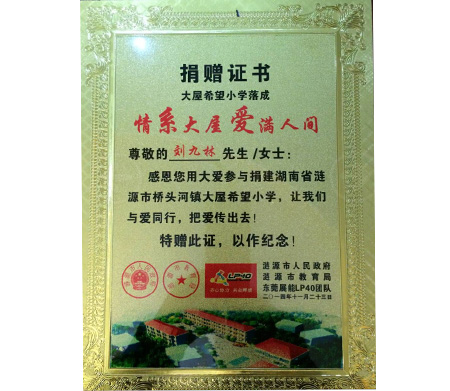 捐赠证书
大屋希望小学落成
情系大屋爱满人间
尊敬的刘九林先生/女士：
感恩您用大爱参与捐建湖南省涟
源市桥头河镇大屋希望小学，让我们
与爱同行，把爱传出去！
特赠此证，以作纪念！
涟源市人民政府
涟源市教育局
LP40
东莞展能LP40团队
二〇一四年十一月二十三日